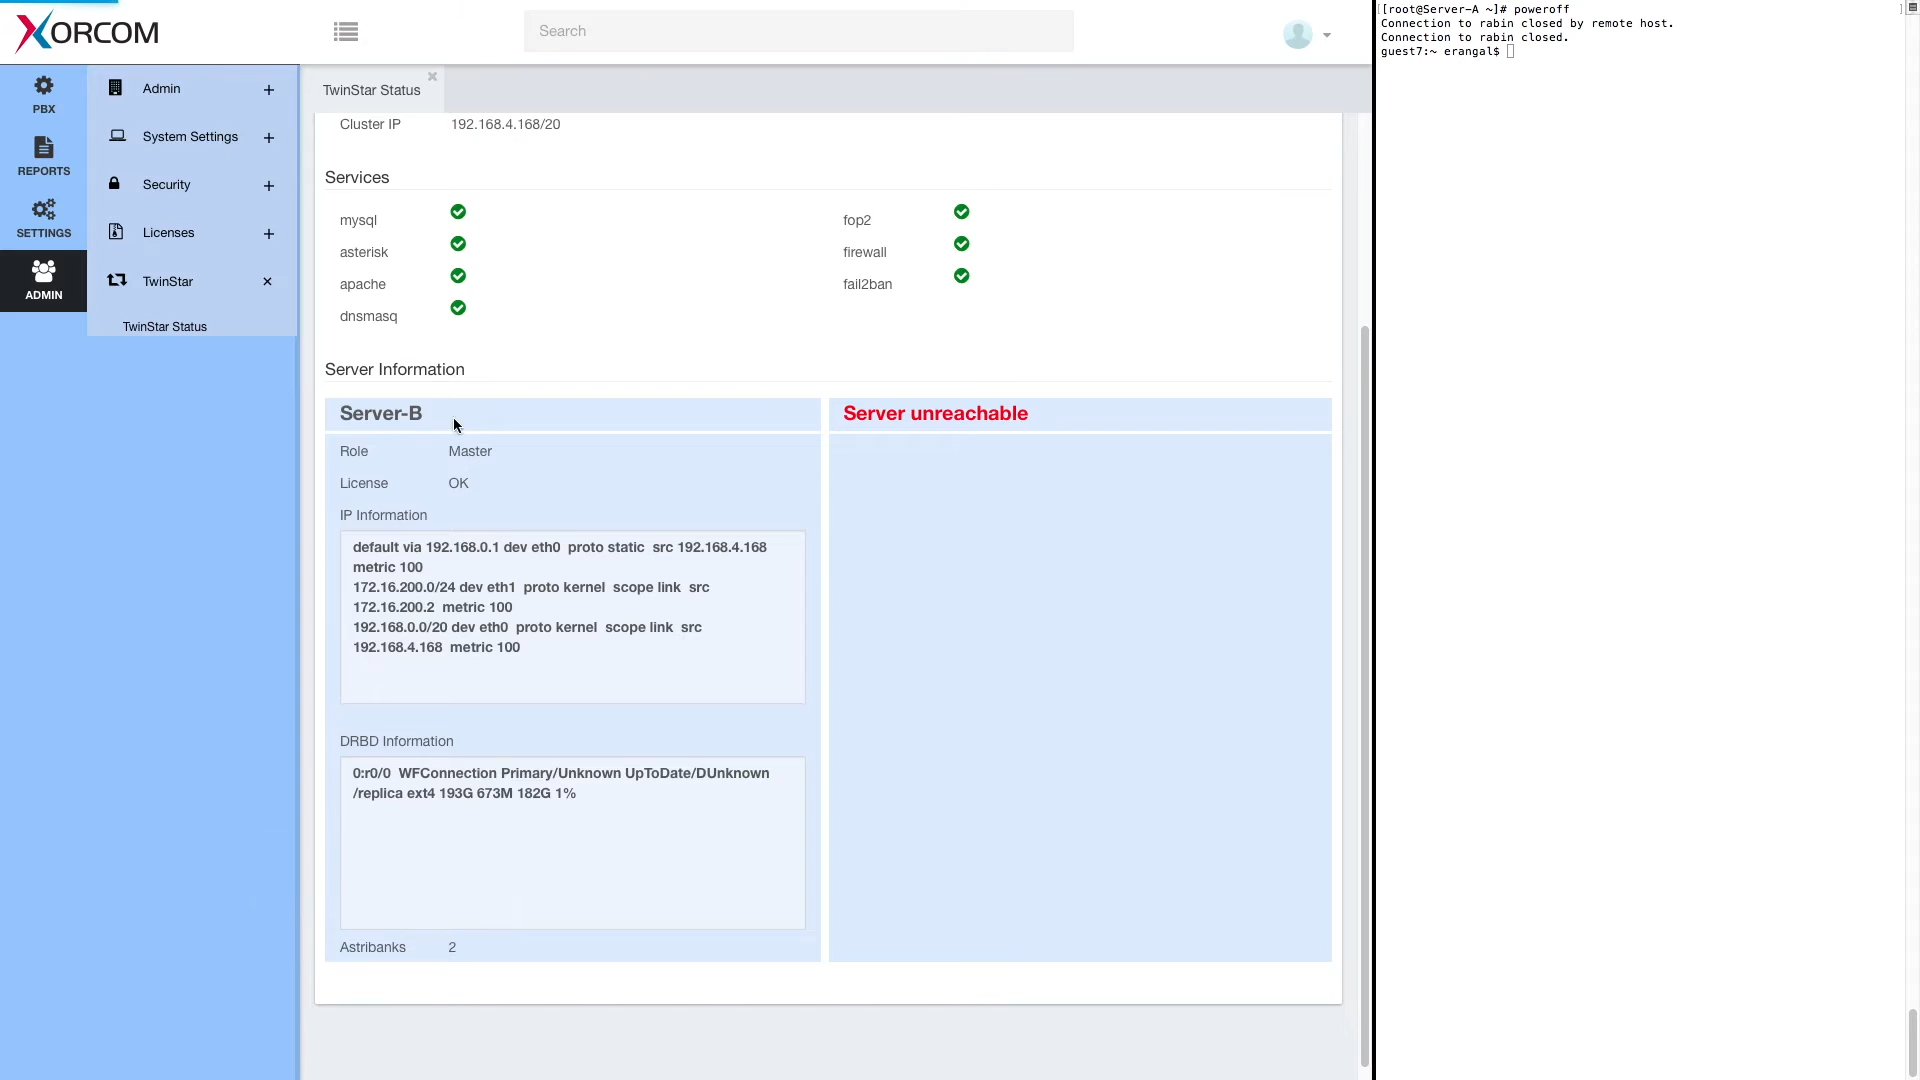 XORCOM
Search
PBX
REPORTS
SETTINGS
ADMIN
Admin +
System Settings +
Security +
Licenses +
TwinStar ×
TwinStar Status
TwinStar Status ×
Cluster IP 192.168.4.168/20
Services
mysql
fop2
asterisk
firewall
apache
fail2ban
dnsmasq
Server Information
Server-B
Role Master
License OK
IP Information
default via 192.168.0.1 dev eth0 proto static src 192.168.4.168
metric 100
172.16.200.0/24 dev eth1 proto kernel scope link src
172.16.200.2 metric 100
192.168.0.0/20 dev eth0 proto kernel scope link src
192.168.4.168 metric 100
DRBD Information
0:r0/0 WFConnection Primary/Unknown UpToDate/DUnknown
/replica ext4 193G 673M 182G 1%
Astribanks 2
Server unreachable
[[root@Server-A ~]# poweroff ]
Connection to rabin closed by remote host.
Connection to rabin closed.
guest7:~ erangal$